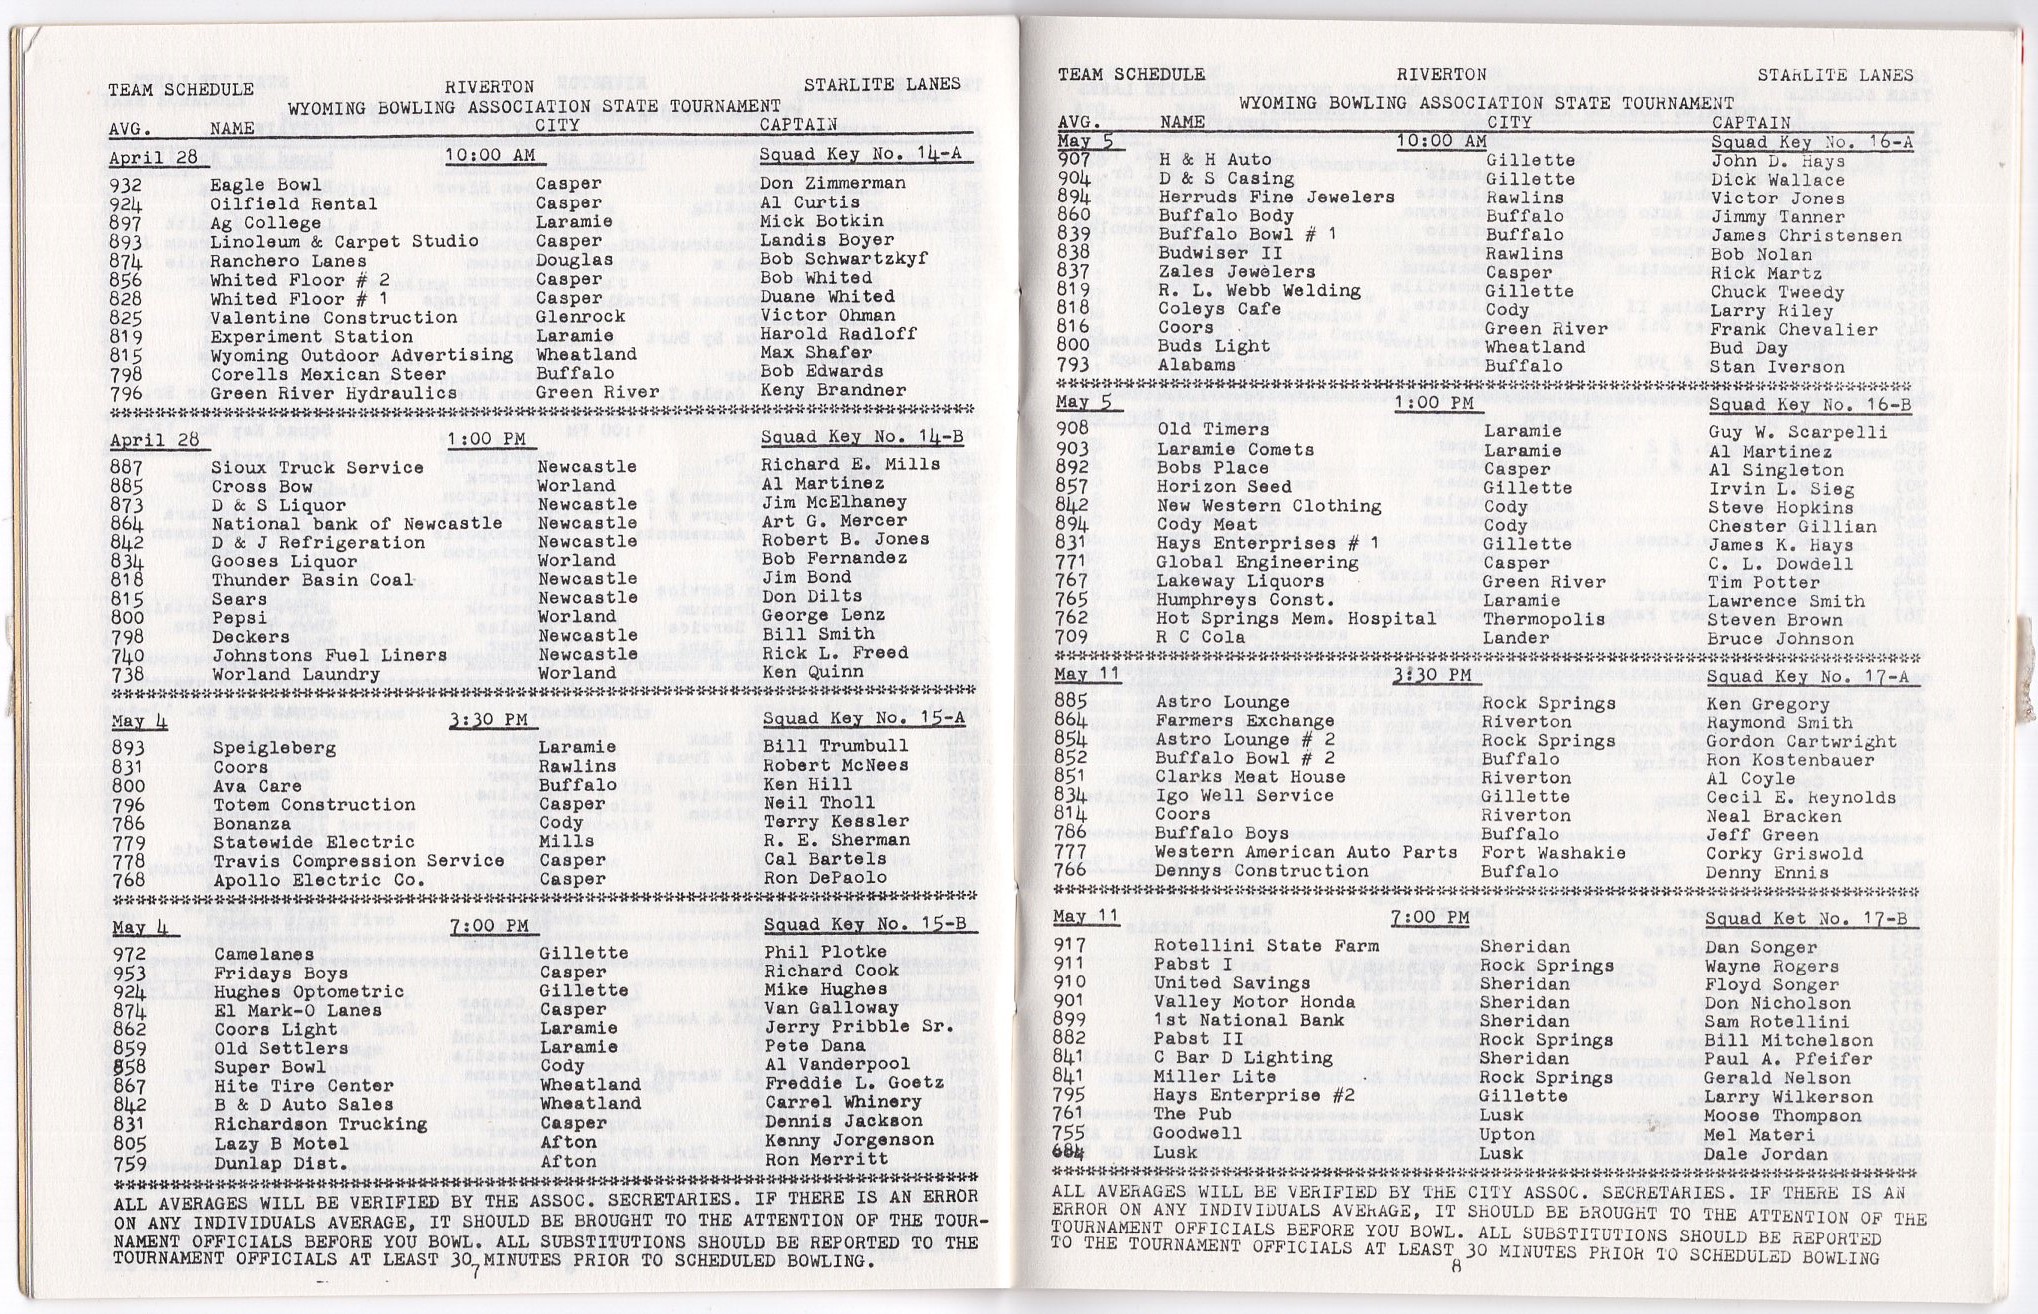 TEAM SCHEDULE RIVERTON STARLITE LANES
WYOMING BOWLING ASSOCIATION STATE TOURNAMENT
AVG. NAME CITY CAPTAIN
April 28 10:00 AM Squad Key No. 14-A
932 Eagle Bowl Casper Don Zimmerman
924 Oilfield Rental Casper Al Curtis
897 Ag College Laramie Mick Botkin
893 Linoleum & Carpet Studio Casper Landis Boyer
874 Ranchero Lanes Douglas Bob Schwartzkyf
856 Whited Floor # 2 Casper Bob Whited
828 Whited Floor # 1 Casper Duane Whited
825 Valentine Construction Glenrock Victor Ohman
819 Experiment Station Laramie Harold Radloff
815 Wyoming Outdoor Advertising Wheatland Max Shafer
798 Corells Mexican Steer Buffalo Bob Edwards
796 Green River Hydraulics Green River Keny Brandner
April 28 1:00 PM Squad Key No. 14-B
887 Sioux Truck Service Newcastle Richard E. Mills
885 Cross Bow Worland Al Martinez
873 D & S Liquor Newcastle Jim McElhaney
864 National bank of Newcastle Newcastle Art G. Mercer
842 D & J Refrigeration Newcastle Robert B. Jones
834 Gooses Liquor Worland Bob Fernandez
818 Thunder Basin Coal Newcastle Jim Bond
815 Sears Newcastle Don Dilts
800 Pepsi Worland George Lenz
798 Deckers Newcastle Bill Smith
740 Johnstons Fuel Liners Newcastle Rick L. Freed
738 Worland Laundry Worland Ken Quinn
May 4 3:30 PM Squad Key No. 15-A
893 Speigleberg Laramie Bill Trumbull
831 Coors Rawlins Robert McNees
800 Ava Care Buffalo Ken Hill
796 Totem Construction Casper Neil Tholl
786 Bonanza Cody Terry Kessler
779 Statewide Electric Mills R. E. Sherman
778 Travis Compression Service Casper Cal Bartels
768 Apollo Electric Co. Casper Ron DePaolo
May 4 7:00 PM Squad Key No. 15-B
972 Camelanes Gillette Phil Plotke
953 Fridays Boys Casper Richard Cook
924 Hughes Optometric Gillette Mike Hughes
874 El Mark-O Lanes Casper Van Galloway
862 Coors Light Laramie Jerry Pribble Sr.
859 Old Settlers Laramie Pete Dana
858 Super Bowl Cody Al Vanderpool
867 Hite Tire Center Wheatland Freddie L. Goetz
842 B & D Auto Sales Wheatland Carrel Whinery
831 Richardson Trucking Casper Dennis Jackson
805 Lazy B Motel Afton Kenny Jorgenson
759 Dunlap Dist. Afton Ron Merritt
ALL AVERAGES WILL BE VERIFIED BY THE ASSOC. SECRETARIES. IF THERE IS AN ERROR
ON ANY INDIVIDUALS AVERAGE, IT SHOULD BE BROUGHT TO THE ATTENTION OF THE TOUR-
NAMENT OFFICIALS BEFORE YOU BOWL. ALL SUBSTITUTIONS SHOULD BE REPORTED TO THE
TOURNAMENT OFFICIALS AT LEAST 30 MINUTES PRIOR TO SCHEDULED BOWLING.
7
TEAM SCHEDULE RIVERTON STARLITE LANES
WYOMING BOWLING ASSOCIATION STATE TOURNAMENT
AVG. NAME CITY CAPTAIN
May 5 10:00 AM Squad Key No. 16-A
907 H & H Auto Gillette John D. Hays
904 D & S Casing Gillette Dick Wallace
894 Herruds Fine Jewelers Rawlins Victor Jones
860 Buffalo Body Buffalo Jimmy Tanner
839 Buffalo Bowl # 1 Buffalo James Christensen
838 Budwiser II Rawlins Bob Nolan
837 Zales Jewelers Casper Rick Martz
819 R. L. Webb Welding Gillette Chuck Tweedy
818 Coleys Cafe Cody Larry Riley
816 Coors Green River Frank Chevalier
800 Buds Light Wheatland Bud Day
793 Alabams Buffalo Stan Iverson
May 5 1:00 PM Squad Key No. 16-B
908 Old Timers Laramie Guy W. Scarpelli
903 Laramie Comets Laramie Al Martinez
892 Bobs Place Casper Al Singleton
857 Horizon Seed Gillette Irvin L. Sieg
842 New Western Clothing Cody Steve Hopkins
894 Cody Meat Cody Chester Gillian
831 Hays Enterprises # 1 Gillette James K. Hays
771 Global Engineering Casper C. L. Dowdell
767 Lakeway Liquors Green River Tim Potter
765 Humphreys Const. Laramie Lawrence Smith
762 Hot Springs Mem. Hospital Thermopolis Steven Brown
709 R C Cola Lander Bruce Johnson
May 11 3:30 PM Squad Key No. 17-A
885 Astro Lounge Rock Springs Ken Gregory
864 Farmers Exchange Riverton Raymond Smith
854 Astro Lounge # 2 Rock Springs Gordon Cartwright
852 Buffalo Bowl # 2 Buffalo Ron Kostenbauer
851 Clarks Meat House Riverton Al Coyle
834 Igo Well Service Gillette Cecil E. Reynolds
814 Coors Riverton Neal Bracken
786 Buffalo Boys Buffalo Jeff Green
777 Western American Auto Parts Fort Washakie Corky Griswold
766 Dennys Construction Buffalo Denny Ennis
May 11 7:00 PM Squad Ket No. 17-B
917 Rotellini State Farm Sheridan Dan Songer
911 Pabst I Rock Springs Wayne Rogers
910 United Savings Sheridan Floyd Songer
901 Valley Motor Honda Sheridan Don Nicholson
899 1st National Bank Sheridan Sam Rotellini
882 Pabst II Rock Springs Bill Mitchelson
841 C Bar D Lighting Sheridan Paul A. Pfeifer
841 Miller Lite Rock Springs Gerald Nelson
795 Hays Enterprise #2 Gillette Larry Wilkerson
761 The Pub Lusk Moose Thompson
755 Goodwell Upton Mel Materi
684 Lusk Lusk Dale Jordan
ALL AVERAGES WILL BE VERIFIED BY THE CITY ASSOC. SECRETARIES. IF THERE IS AN
ERROR ON ANY INDIVIDUALS AVERAGE, IT SHOULD BE BROUGHT TO THE ATTENTION OF THE
TOURNAMENT OFFICIALS BEFORE YOU BOWL. ALL SUBSTITUTIONS SHOULD BE REPORTED
TO THE TOURNAMENT OFFICIALS AT LEAST 30 MINUTES PRIOR TO SCHEDULED BOWLING
8